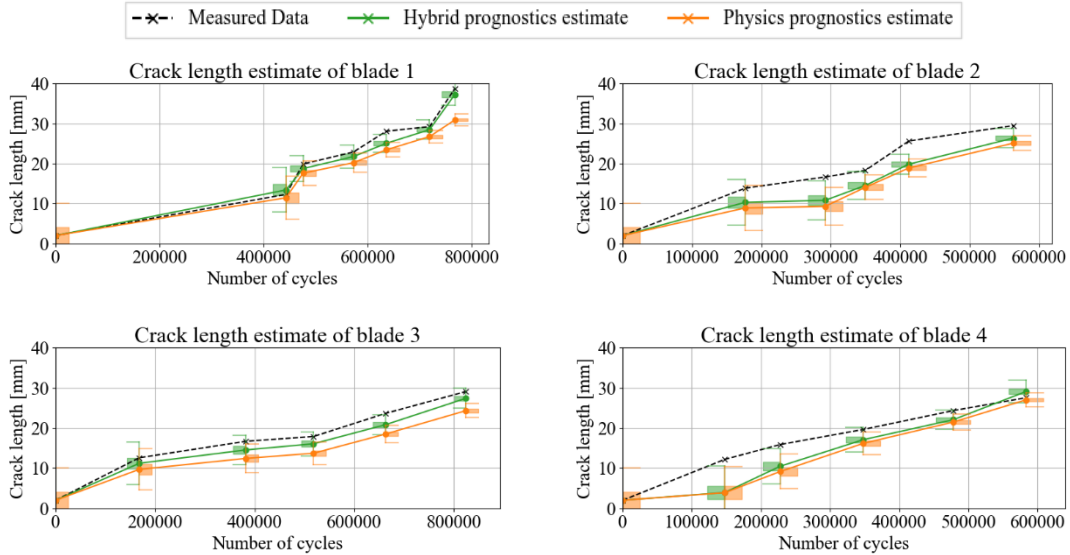 Measured Data Hybrid prognostics estimate Physics prognostics estimate
Crack length estimate of blade 1
Crack length [mm]
40
30
20
10
0
0 200000 400000 600000 800000
Number of cycles
Crack length estimate of blade 2
Crack length [mm]
40
30
20
10
0
0 100000 200000 300000 400000 500000 600000
Number of cycles
Crack length estimate of blade 3
Crack length [mm]
40
30
20
10
0
0 200000 400000 600000 800000
Number of cycles
Crack length estimate of blade 4
Crack length [mm]
40
30
20
10
0
0 100000 200000 300000 400000 500000 600000
Number of cycles